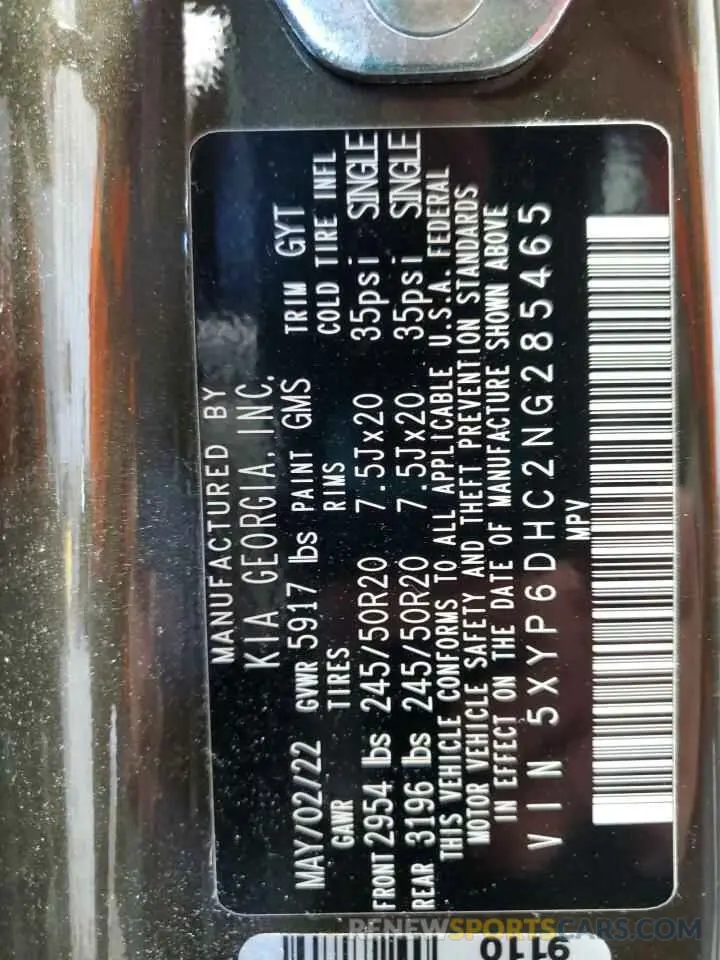 MANUFACTURED BY
KIA GEORGIA, INC.
MAY/02/22 GVWR 5917 lbs PAINT GMS TRIM GYT
GAWR TIRES RIMS COLD TIRE INFL
FRONT 2954 lbs 245/50R20 7.5Jx20 35psi SINGLE
REAR 3196 lbs 245/50R20 7.5Jx20 35psi SINGLE
THIS VEHICLE CONFORMS TO ALL APPLICABLE U.S.A. FEDERAL
MOTOR VEHICLE SAFETY AND THEFT PREVENTION STANDARDS
IN EFFECT ON THE DATE OF MANUFACTURE SHOWN ABOVE
VIN 5XYP6DHC2NG285465
MPV
9110
RENEWSPORTSCARS.COM